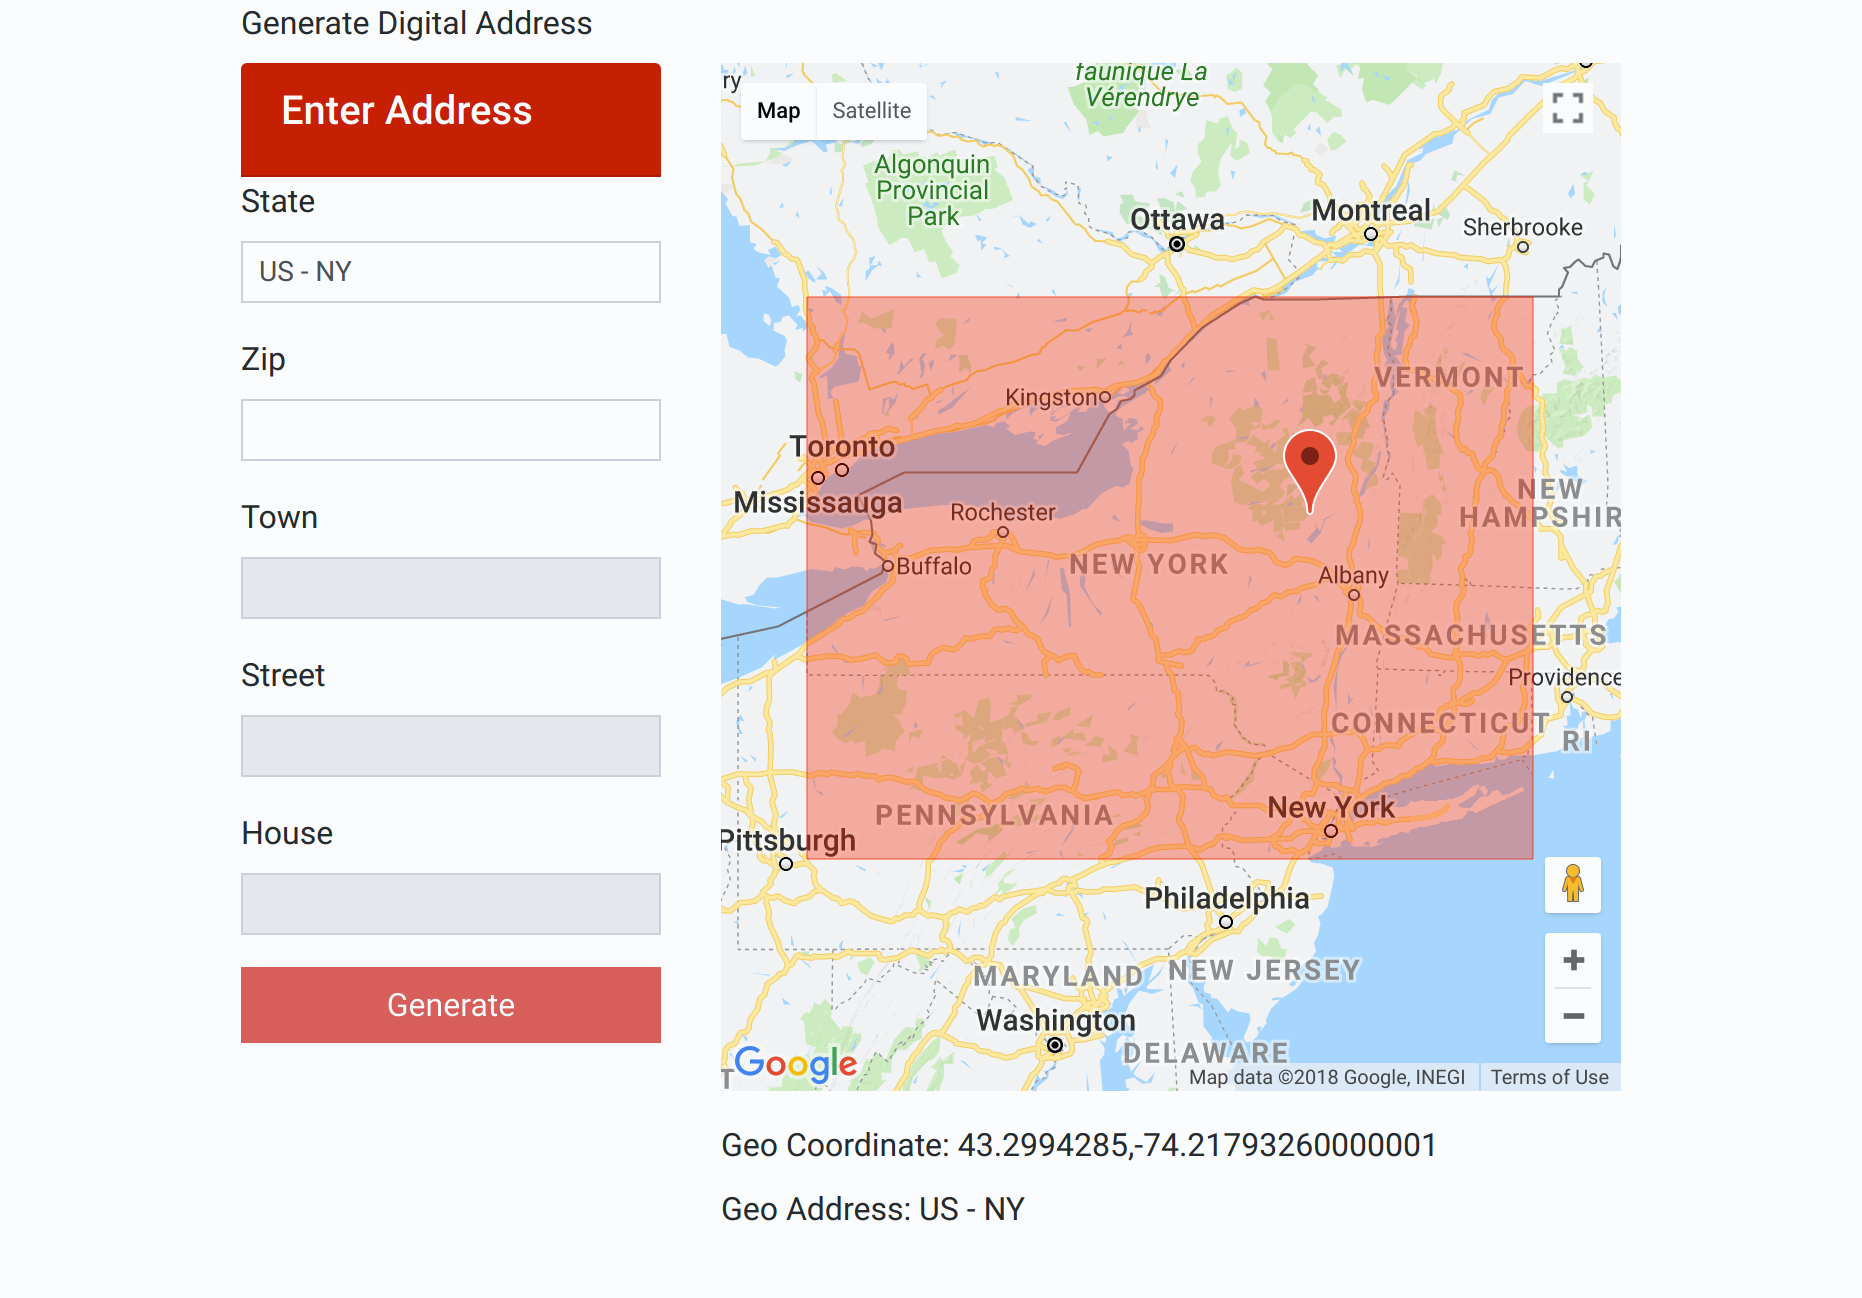 Generate Digital Address
Enter Address
State
US - NY
Zip
Town
Street
House
Generate
Map
Satellite
ry
faunique La
Vérendrye
Algonquin
Provincial
Park
Ottawa
Montreal
Sherbrooke
VERMONT
Kingston
Toronto
Mississauga
NEW
HAMPSHIR
Rochester
Buffalo
NEW YORK
Albany
MASSACHUSETTS
Providence
CONNECTICUT
RI
PENNSYLVANIA
New York
Pittsburgh
Philadelphia
MARYLAND
NEW JERSEY
Washington
DELAWARE
T
Google
Map data ©2018 Google, INEGI
Terms of Use
Geo Coordinate: 43.2994285,-74.21793260000001
Geo Address: US - NY